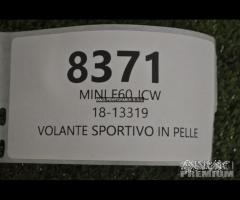 8371
MINI F60 JCW
18-13319
VOLANTE SPORTIVO IN PELLE
PREMIUM